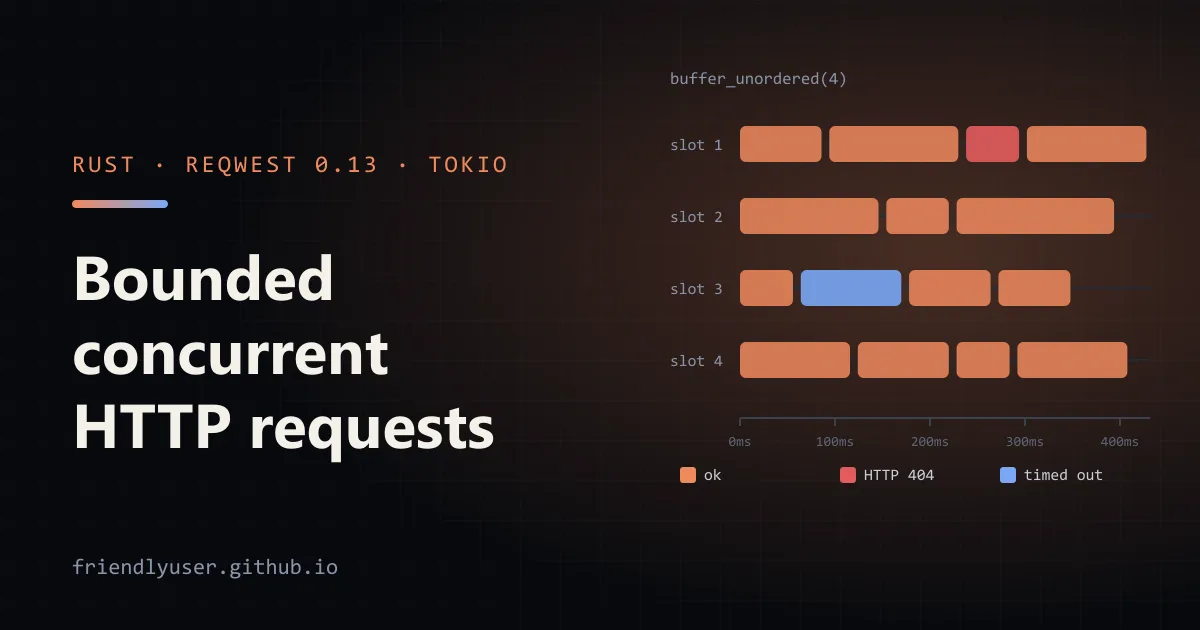 RUST · REQWEST 0.13 · TOKIO
Bounded
concurrent
HTTP requests
friendlyuser.github.io
buffer_unordered(4)
slot 1
slot 2
slot 3
slot 4
0ms 100ms 200ms 300ms 400ms
ok HTTP 404 timed out